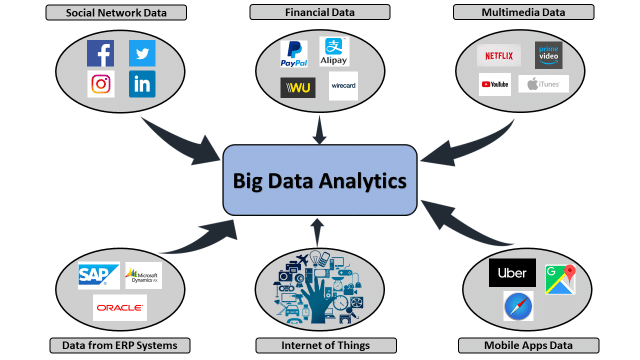 Social Network Data
Financial Data
Multimedia Data
PayPal
Alipay
WU
wirecard
NETFLIX
prime
video
YouTube
iTunes
Big Data Analytics
SAP
Microsoft
Dynamics AX
ORACLE
Uber
G
Data from ERP Systems
Internet of Things
Mobile Apps Data